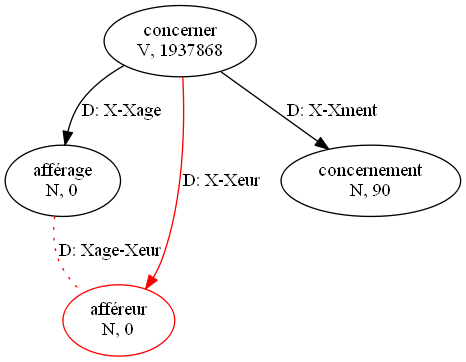 concerner
V, 1937868
D: X-Xage
D: X-Xment
afférage
N, 0
D: X-Xeur
concernement
N, 90
D: Xage-Xeur
afféreur
N, 0